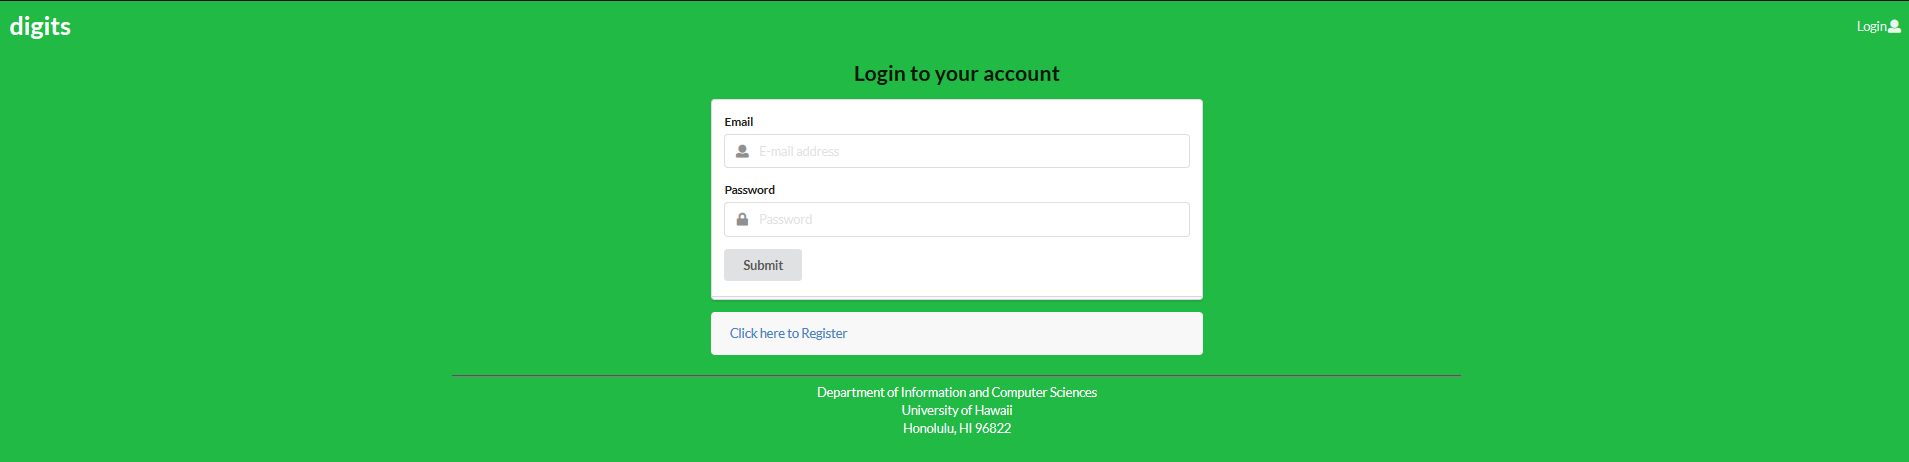 digits
Login
Login to your account
Email
E-mail address
Password
Password
Submit
Click here to Register
Department of Information and Computer Sciences
University of Hawaii
Honolulu, HI 96822